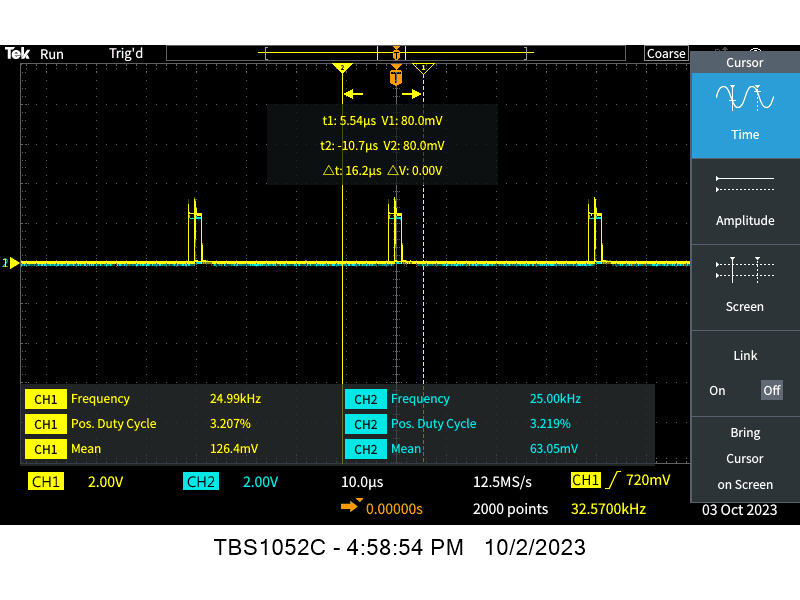 Tek Run Trig'd Coarse
Cursor
2 T 1
T
t1: 5.54µs V1: 80.0mV
t2: -10.7µs V2: 80.0mV
△t: 16.2µs △V: 0.00V
Time
Amplitude
Screen
Link
On Off
Bring
Cursor
on Screen
CH1 Frequency 24.99kHz CH2 Frequency 25.00kHz
CH1 Pos. Duty Cycle 3.207% CH2 Pos. Duty Cycle 3.219%
CH1 Mean 126.4mV CH2 Mean 63.05mV
CH1 2.00V CH2 2.00V 10.0µs 12.5MS/s CH1 720mV
0.00000s 2000 points 32.5700kHz 03 Oct 2023
TBS1052C - 4:58:54 PM 10/2/2023